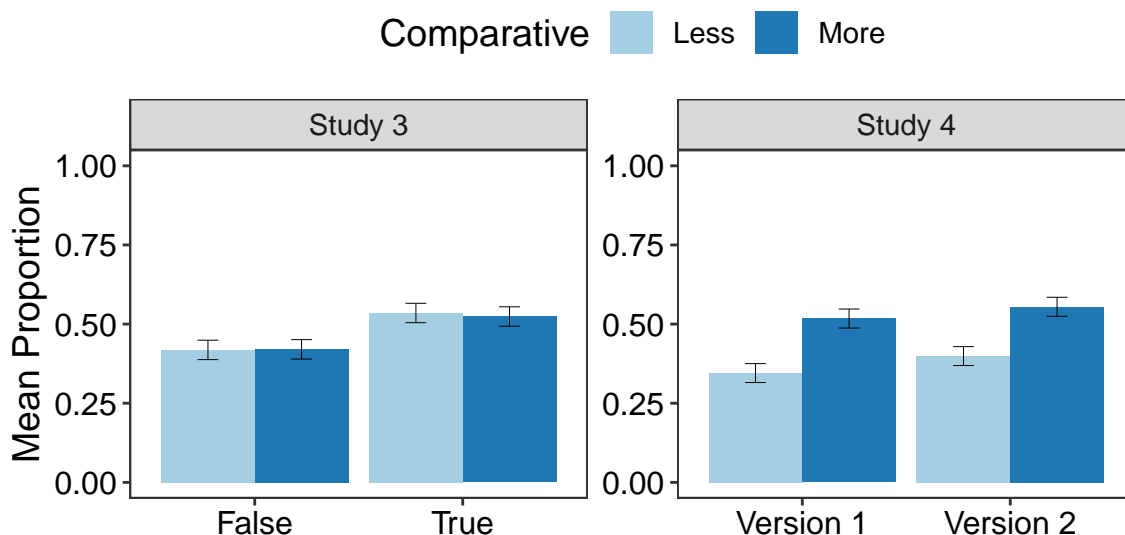 Comparative Less More
Study 3 Study 4
Mean Proportion
1.00 1.00
0.75 0.75
0.50 0.50
0.25 0.25
0.00 0.00
False True Version 1 Version 2